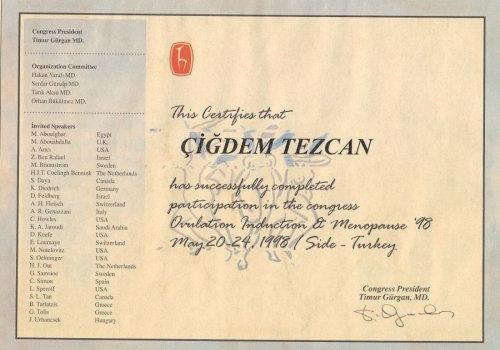 Congress President
Timur Gürgan MD.
Organization Committee
Hakan Yaralı MD.
Serdar Günalp MD.
Tarık Aksu MD.
Orhan Bükülmez MD.
Invited Speakers
M. Aboulghar Egypt
M. Abouabdalla U.K.
A. Arıcı USA
Z. Ben Rafael Israel
M. Brannstrom Sweden
H.J.T. Coelingh Bennink The Netherlands
S. Daya Canada
K. Diedrich Germany
D. Feldberg Israel
A. H. Fleisch Switzerland
A. R. Genazzani Italy
C. Howles USA
K. A. Jaroudi Saudi Arabia
D. Keefe USA
E. Loumaye Switzerland
M. Neulovitz USA
S. Oehninger USA
H. J. Out The Netherlands
G. Samsioe Sweden
C. Simon Spain
L. Speroff USA
S. L. Tan Canada
B. Tarlatzis Greece
G. Tolis Greece
J. Urbancsek Hungary
This Certifies that
ÇİĞDEM TEZCAN
has successfully completed
participation in the congress
Ovulation Induction & Menopause '98
May 20-24, 1998 / Side - Turkey
Congress President
Timur Gürgan, MD.